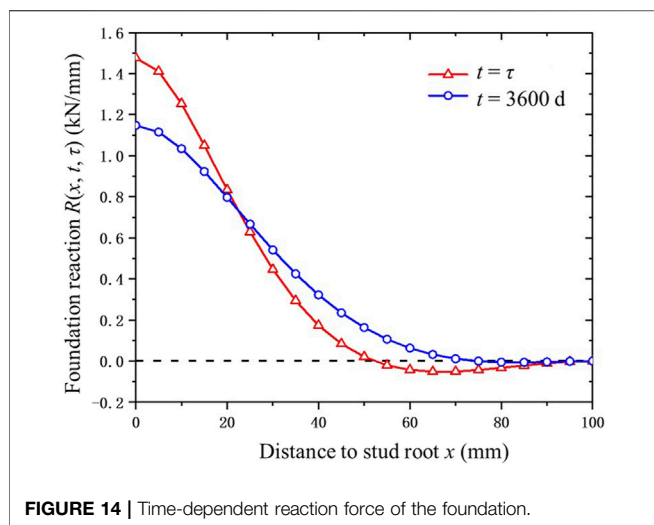 1.6
1.4
1.2
1.0
0.8
0.6
0.4
0.2
0.0
-0.2
Foundation reaction R(x, t, τ) (kN/mm)
t = τ
t = 3600 d
0 20 40 60 80 100
Distance to stud root x (mm)
FIGURE 14 | Time-dependent reaction force of the foundation.